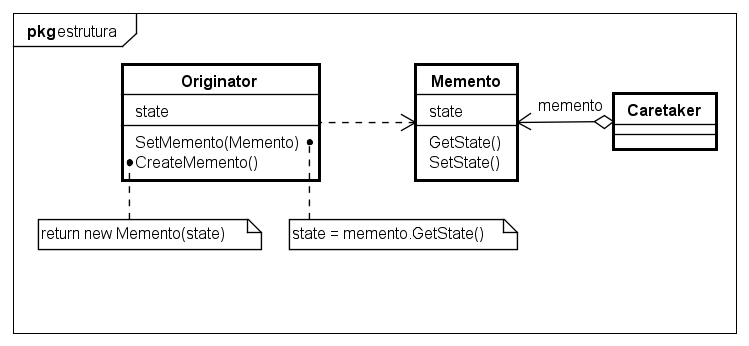 pkg estrutura
Originator
state
SetMemento(Memento)
CreateMemento()
Memento
state
GetState()
SetState()
memento
Caretaker
return new Memento(state)
state = memento.GetState()